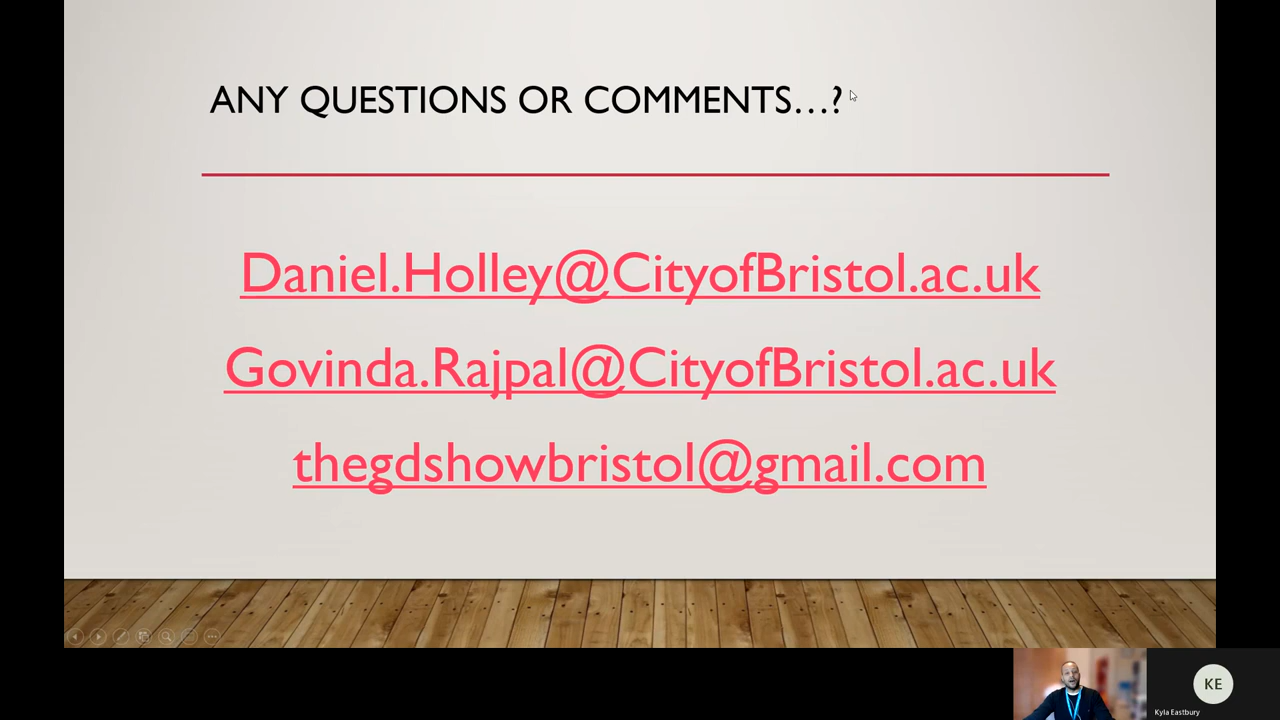 ANY QUESTIONS OR COMMENTS…?
Daniel.Holley@CityofBristol.ac.uk
Govinda.Rajpal@CityofBristol.ac.uk
thegdshowbristol@gmail.com
KE
Kyla Eastbury